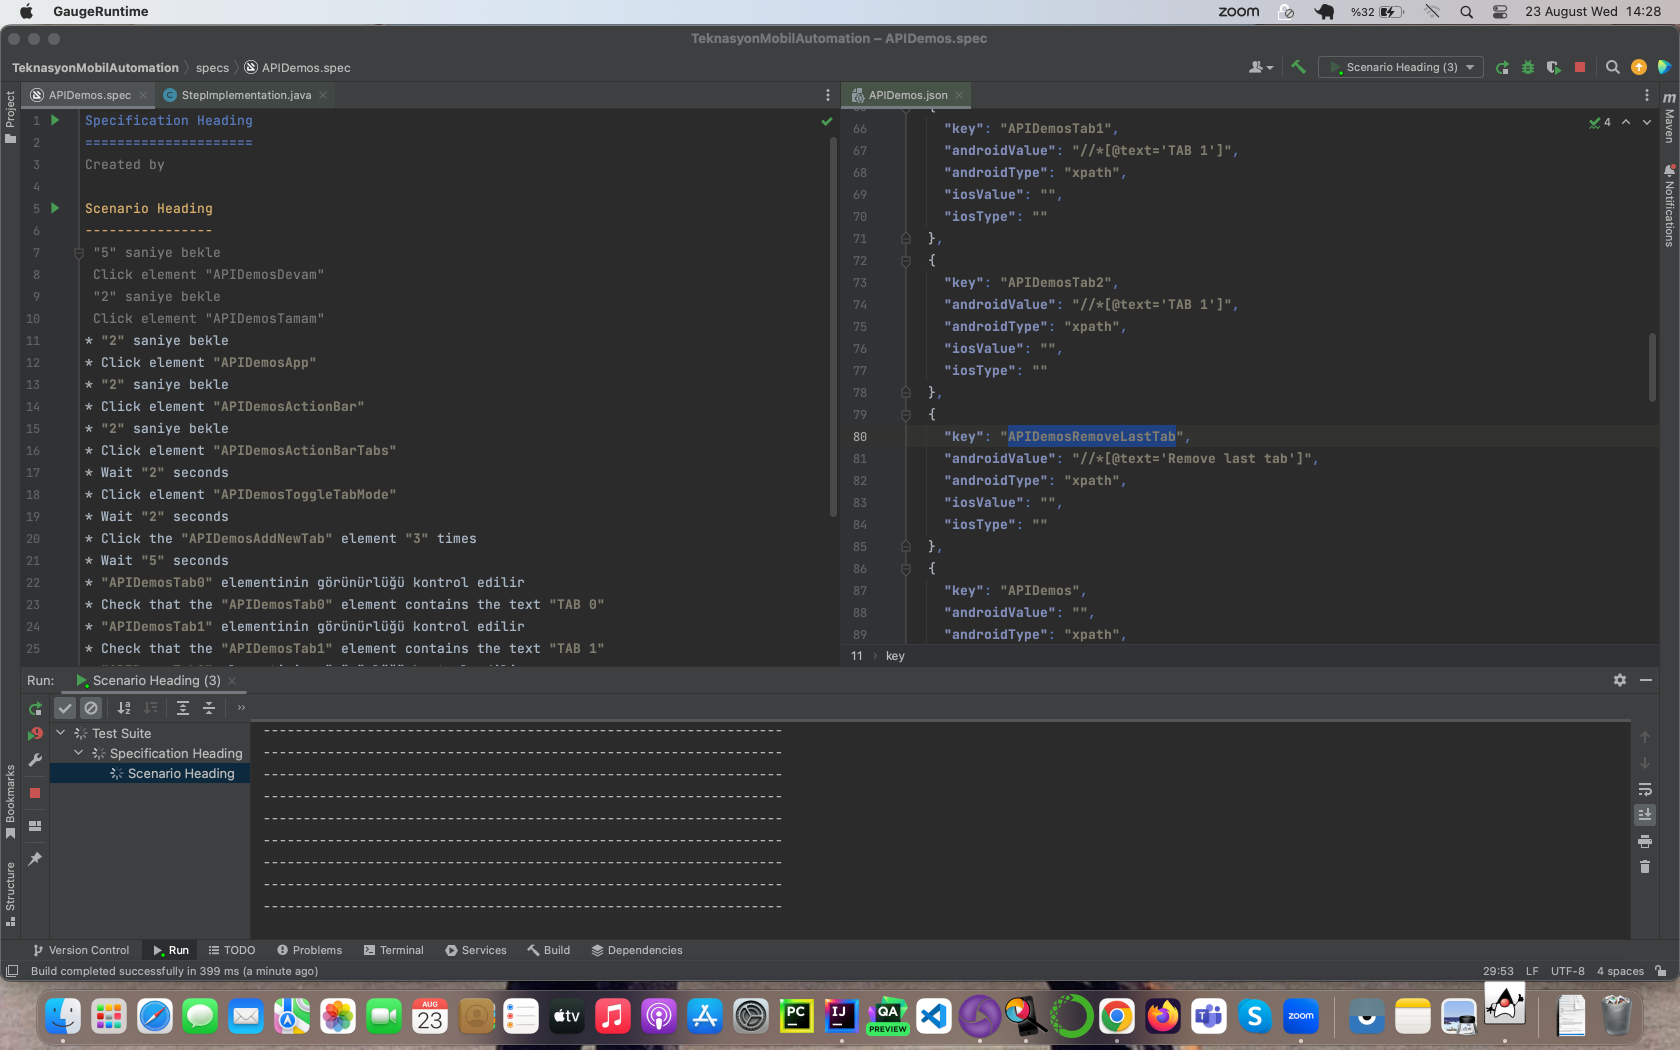 GaugeRuntime
zoom
%32
23 August Wed 14:28
TeknasyonMobilAutomation – APIDemos.spec
TeknasyonMobilAutomation
specs
APIDemos.spec
Scenario Heading (3)
APIDemos.spec
StepImplementation.java
APIDemos.json
Project
Bookmarks
Structure
Maven
Notifications
1 Specification Heading
2 =====================
3 Created by
4
5 Scenario Heading
6 ----------------
7 "5" saniye bekle
8 Click element "APIDemosDevam"
9 "2" saniye bekle
10 Click element "APIDemosTamam"
11 * "2" saniye bekle
12 * Click element "APIDemosApp"
13 * "2" saniye bekle
14 * Click element "APIDemosActionBar"
15 * "2" saniye bekle
16 * Click element "APIDemosActionBarTabs"
17 * Wait "2" seconds
18 * Click element "APIDemosToggleTabMode"
19 * Wait "2" seconds
20 * Click the "APIDemosAddNewTab" element "3" times
21 * Wait "5" seconds
22 * "APIDemosTab0" elementinin görünürlüğü kontrol edilir
23 * Check that the "APIDemosTab0" element contains the text "TAB 0"
24 * "APIDemosTab1" elementinin görünürlüğü kontrol edilir
25 * Check that the "APIDemosTab1" element contains the text "TAB 1"
4
66 "key": "APIDemosTab1",
67 "androidValue": "//*[@text='TAB 1']",
68 "androidType": "xpath",
69 "iosValue": "",
70 "iosType": ""
71 },
72 {
73 "key": "APIDemosTab2",
74 "androidValue": "//*[@text='TAB 1']",
75 "androidType": "xpath",
76 "iosValue": "",
77 "iosType": ""
78 },
79 {
80 "key": "APIDemosRemoveLastTab",
81 "androidValue": "//*[@text='Remove last tab']",
82 "androidType": "xpath",
83 "iosValue": "",
84 "iosType": ""
85 },
86 {
87 "key": "APIDemos",
88 "androidValue": "",
89 "androidType": "xpath",
11 › key
Run: Scenario Heading (3)
Test Suite
Specification Heading
Scenario Heading
Version Control
Run
TODO
Problems
Terminal
Services
Build
Dependencies
Build completed successfully in 399 ms (a minute ago)
29:53 LF UTF-8 4 spaces
AUG
23
tv
PC
IJ
QA
PREVIEW
S
zoom